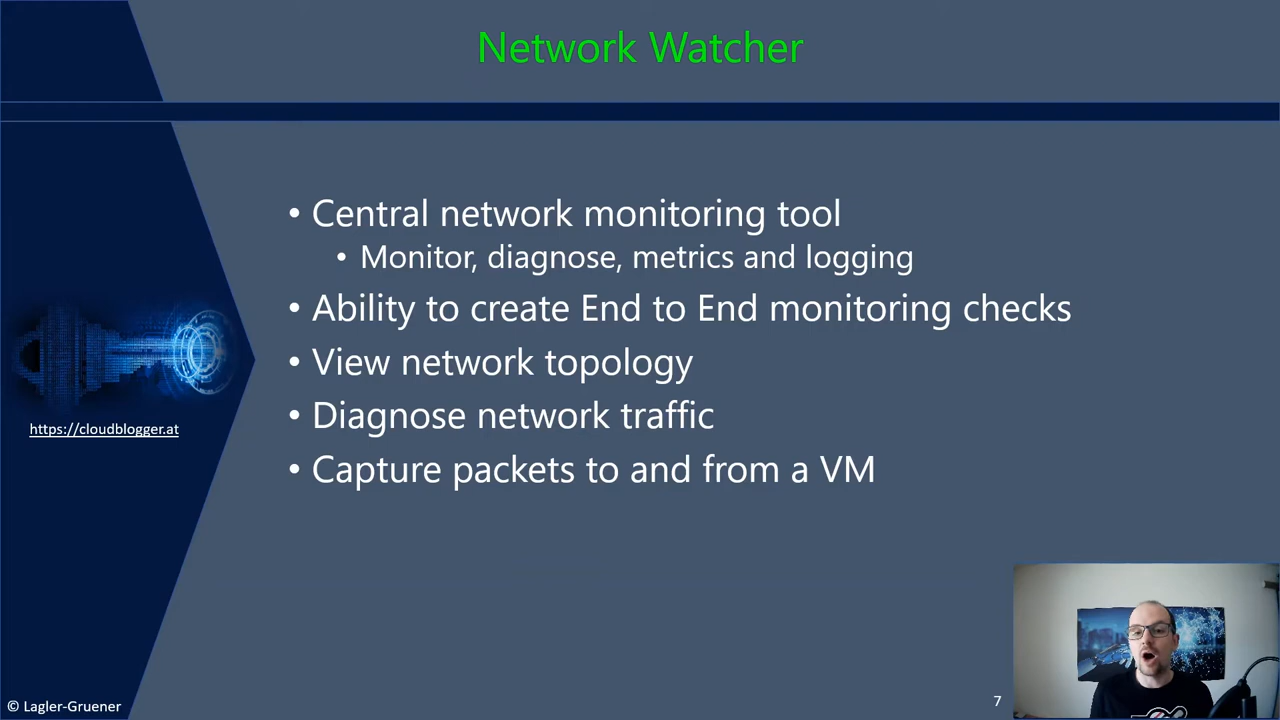 Network Watcher
• Central network monitoring tool
• Monitor, diagnose, metrics and logging
• Ability to create End to End monitoring checks
• View network topology
• Diagnose network traffic
• Capture packets to and from a VM
https://cloudblogger.at
© Lagler-Gruener
7